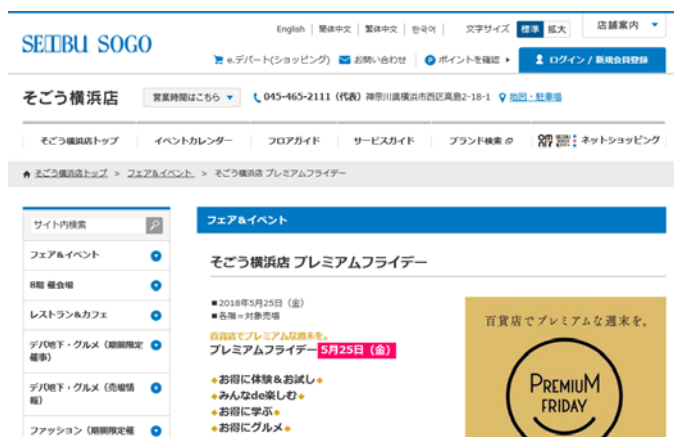 SEIBU SOGO
English | 簡体中文 | 繁体中文 | 한국어 | 文字サイズ 標準 拡大 店舗案内
e.デパート(ショッピング) お問い合わせ ポイントを確認 ログイン / 新規会員登録
そごう横浜店 営業時間はこちら 045-465-2111 (代表) 神奈川県横浜市西区高島2-18-1 地図・駐車場
そごう横浜店トップ イベントカレンダー フロアガイド サービスガイド ブランド検索 ネットショッピング
そごう横浜店トップ > フェア&イベント > そごう横浜店 プレミアムフライデー
サイト内検索
フェア&イベント
8階 催会場
レストラン&カフェ
デパ地下・グルメ（期間限定催事）
デパ地下・グルメ（売場情報）
ファッション（期間限定催
フェア&イベント
そごう横浜店 プレミアムフライデー
■2018年5月25日（金）
■各階=対象売場
百貨店でプレミアムな週末を。
プレミアムフライデー 5月25日（金）
◆お得に体験&お試し◆
◆みんなde楽しむ◆
◆お得に学ぶ◆
◆お得にグルメ◆
百貨店でプレミアムな週末を。
PREMIUM
FRIDAY